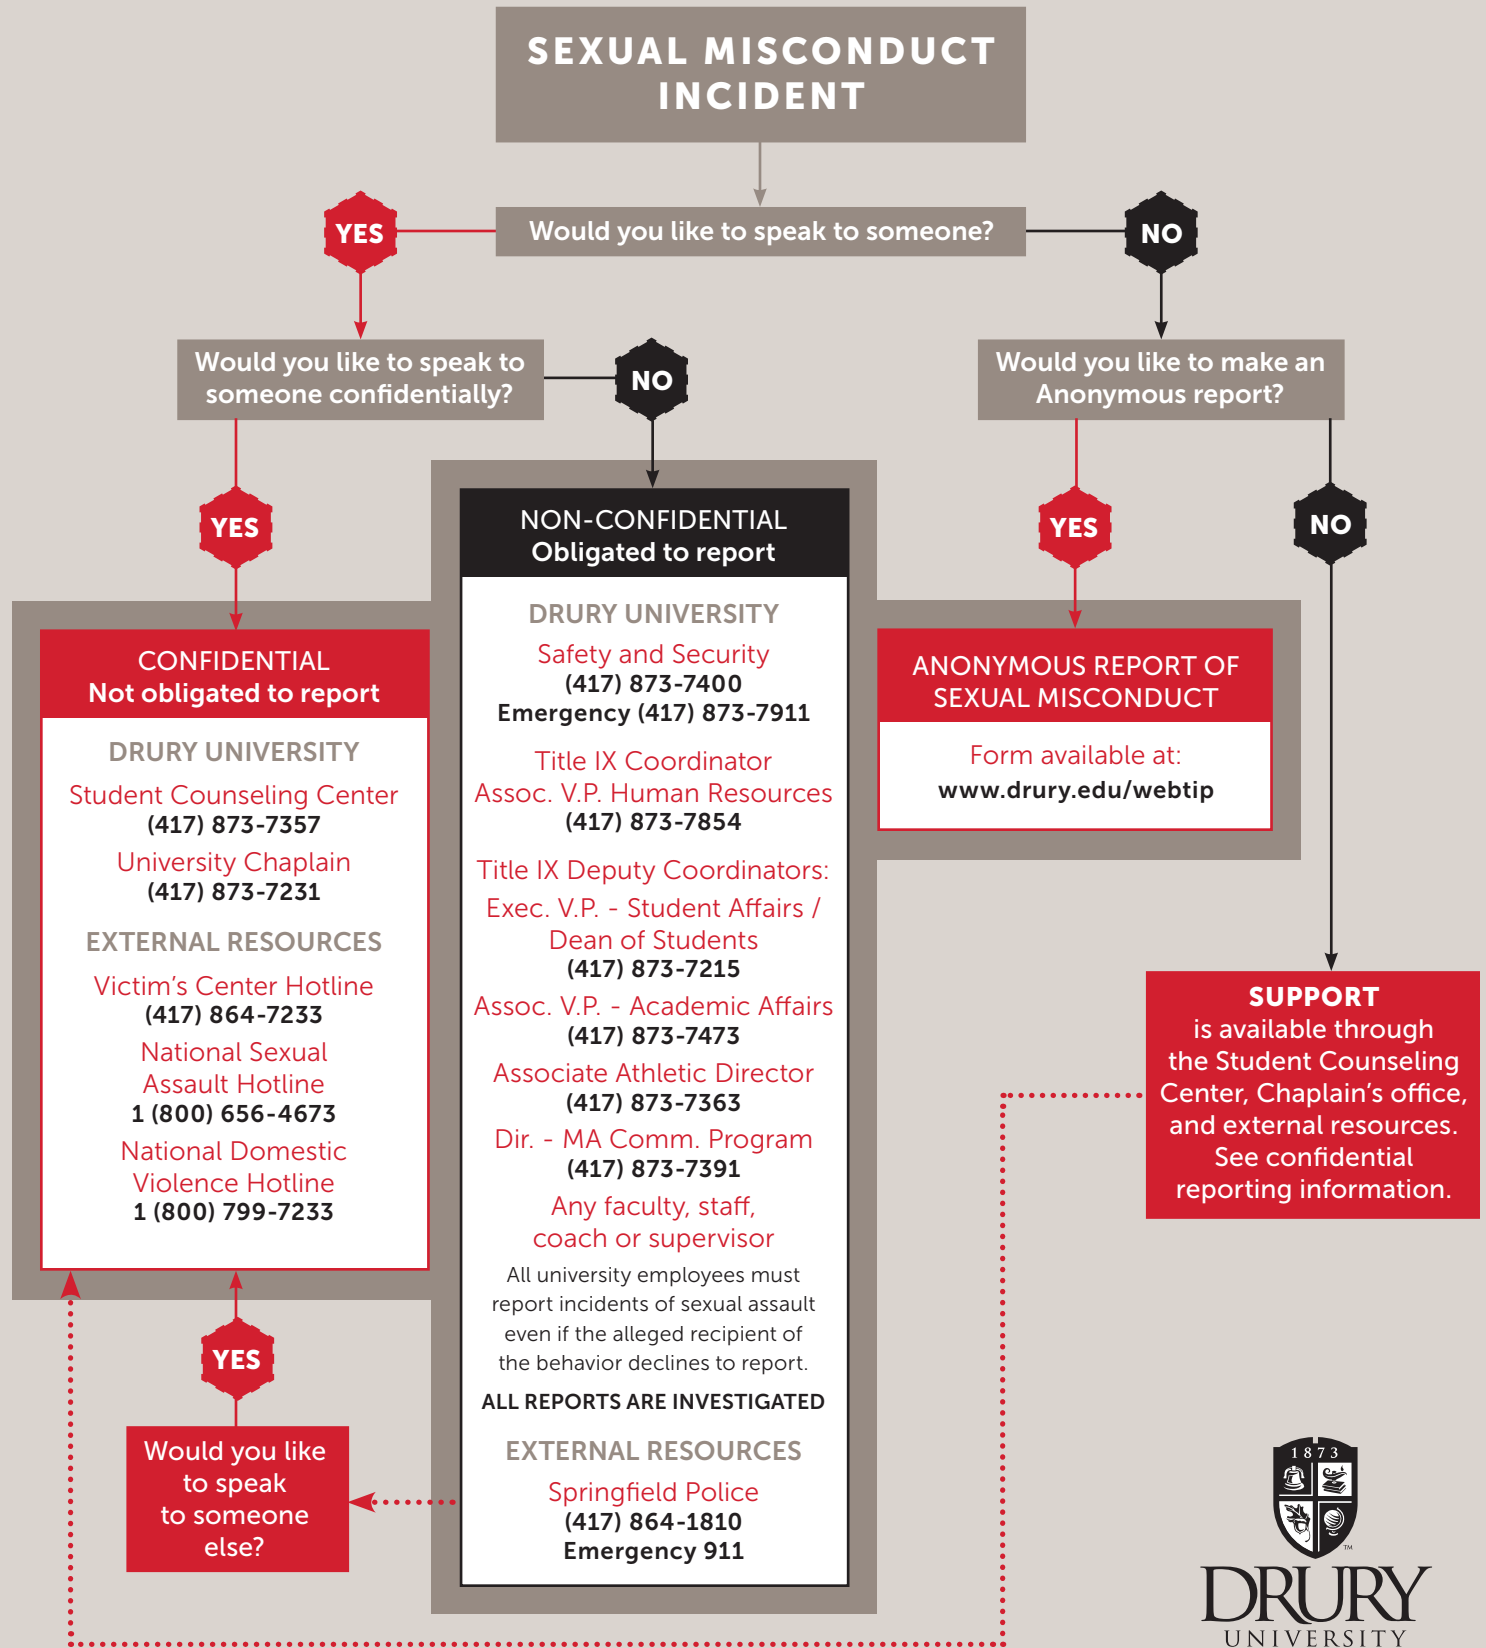 SEXUAL MISCONDUCT
INCIDENT
Would you like to speak to someone?
YES
NO
Would you like to speak to
someone confidentially?
NO
Would you like to make an
Anonymous report?
YES
YES
NO
CONFIDENTIAL
Not obligated to report
DRURY UNIVERSITY
Student Counseling Center
(417) 873-7357
University Chaplain
(417) 873-7231
EXTERNAL RESOURCES
Victim’s Center Hotline
(417) 864-7233
National Sexual
Assault Hotline
1 (800) 656-4673
National Domestic
Violence Hotline
1 (800) 799-7233
NON-CONFIDENTIAL
Obligated to report
DRURY UNIVERSITY
Safety and Security
(417) 873-7400
Emergency (417) 873-7911
Title IX Coordinator
Assoc. V.P. Human Resources
(417) 873-7854
Title IX Deputy Coordinators:
Exec. V.P. - Student Affairs /
Dean of Students
(417) 873-7215
Assoc. V.P. - Academic Affairs
(417) 873-7473
Associate Athletic Director
(417) 873-7363
Dir. - MA Comm. Program
(417) 873-7391
Any faculty, staff,
coach or supervisor
All university employees must
report incidents of sexual assault
even if the alleged recipient of
the behavior declines to report.
ALL REPORTS ARE INVESTIGATED
EXTERNAL RESOURCES
Springfield Police
(417) 864-1810
Emergency 911
ANONYMOUS REPORT OF
SEXUAL MISCONDUCT
Form available at:
www.drury.edu/webtip
SUPPORT
is available through
the Student Counseling
Center, Chaplain’s office,
and external resources.
See confidential
reporting information.
YES
Would you like
to speak
to someone
else?
1873
TM
DRURY
UNIVERSITY